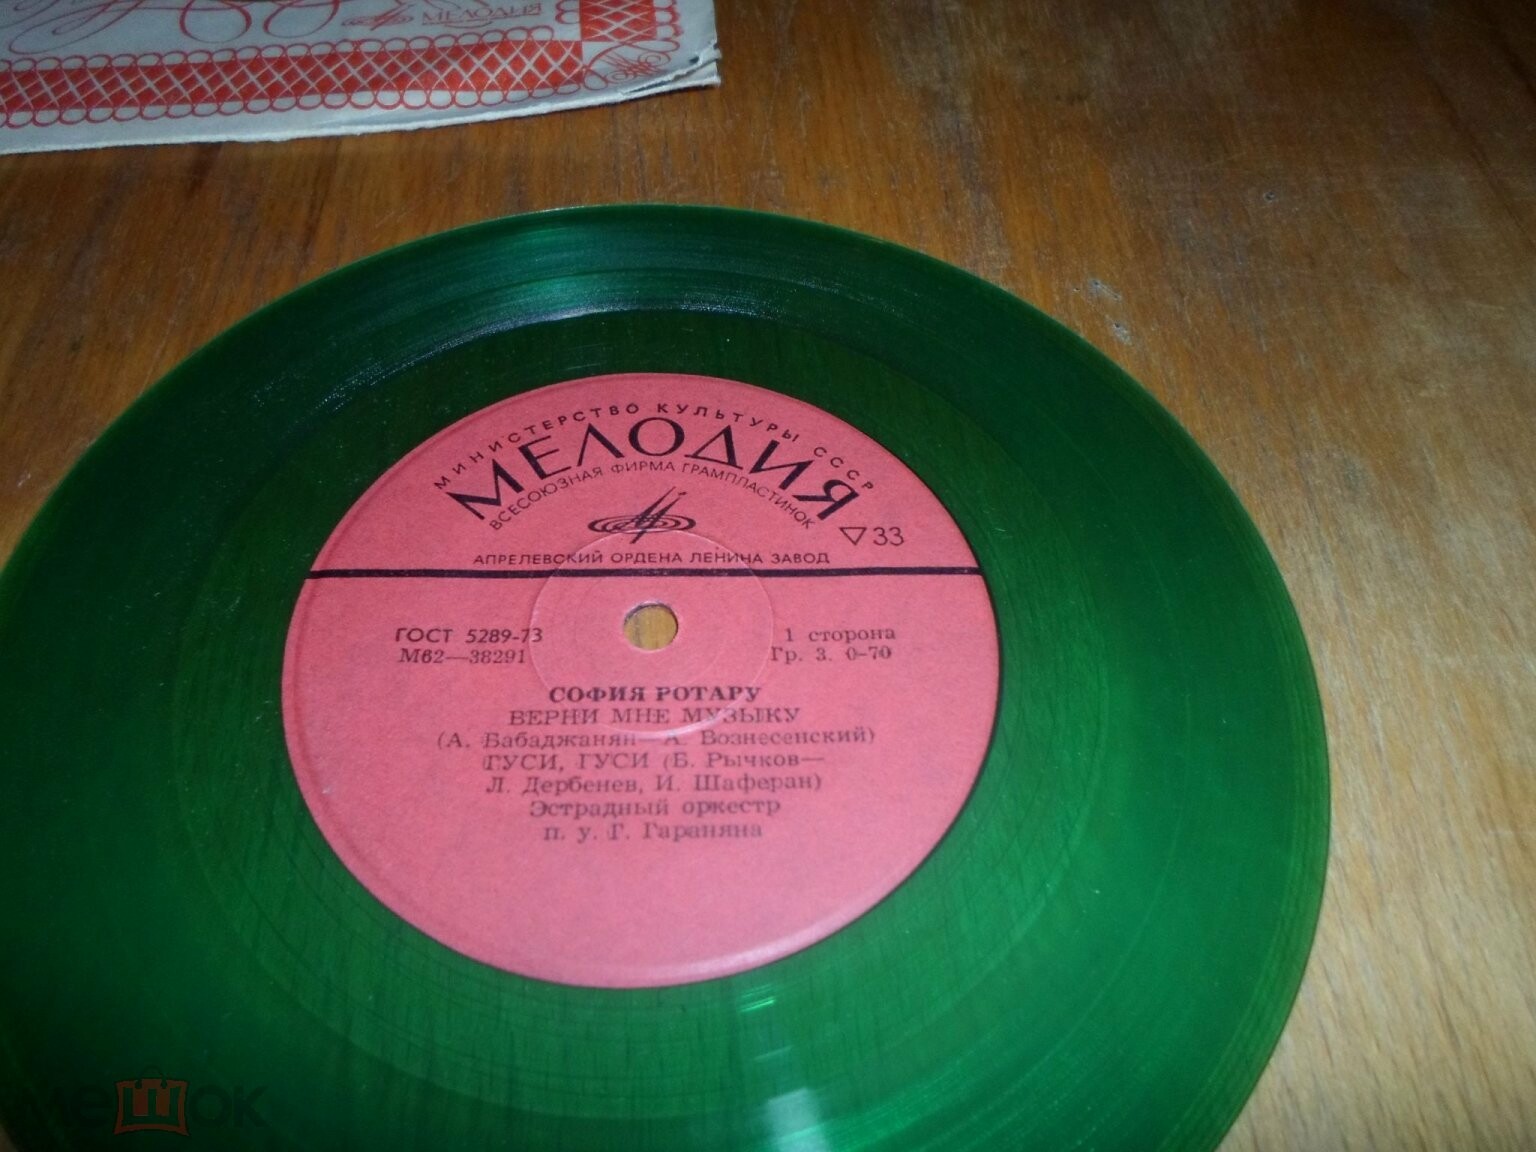 МЕЛОДИЯ
МИНИСТЕРСТВО КУЛЬТУРЫ СССР
МЕЛОДИЯ
ВСЕСОЮЗНАЯ ФИРМА ГРАМПЛАСТИНОК
▽33
АПРЕЛЕВСКИЙ ОРДЕНА ЛЕНИНА ЗАВОД
ГОСТ 5289-73 1 сторона
М62—38291 Гр. 3. 0-70
СОФИЯ РОТАРУ
ВЕРНИ МНЕ МУЗЫКУ
(А. Бабаджанян—А. Вознесенский)
ГУСИ, ГУСИ (Б. Рычков—
Л. Дербенев, И. Шаферан)
Эстрадный оркестр
п. у. Г. Гараняна
мешок